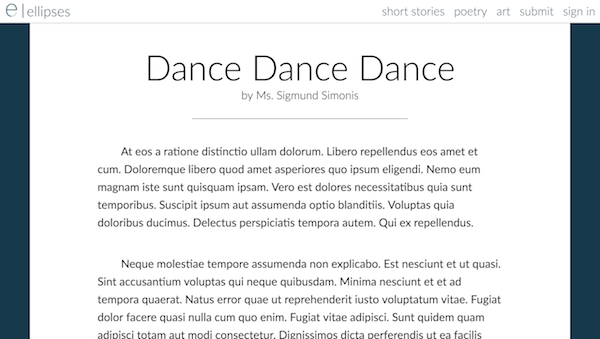 e | ellipses short stories poetry art submit sign in
Dance Dance Dance
by Ms. Sigmund Simonis
At eos a ratione distinctio ullam dolorum. Libero repellendus eos amet et
cum. Doloremque libero quod amet asperiores quo ipsum eligendi. Nemo eum
magnam iste sunt quisquam ipsam. Vero est dolores necessitatibus quia sunt
temporibus. Suscipit ipsum aut assumenda optio blanditiis. Voluptas quia
doloribus ducimus. Delectus perspiciatis tempora autem. Qui ex repellendus.
Neque molestiae tempore assumenda non explicabo. Est nesciunt et ut quasi.
Sint accusantium voluptas qui neque quibusdam. Minima nesciunt et et ad
tempora quaerat. Natus error quae ut reprehenderit iusto voluptatum vitae. Fugiat
dolor facere quasi nulla cum quo enim. Fugiat vitae adipisci. Sunt quidem quam
adipisci totam aut modi consectetur. Dignissimos dicta perferendis ut ea facilis